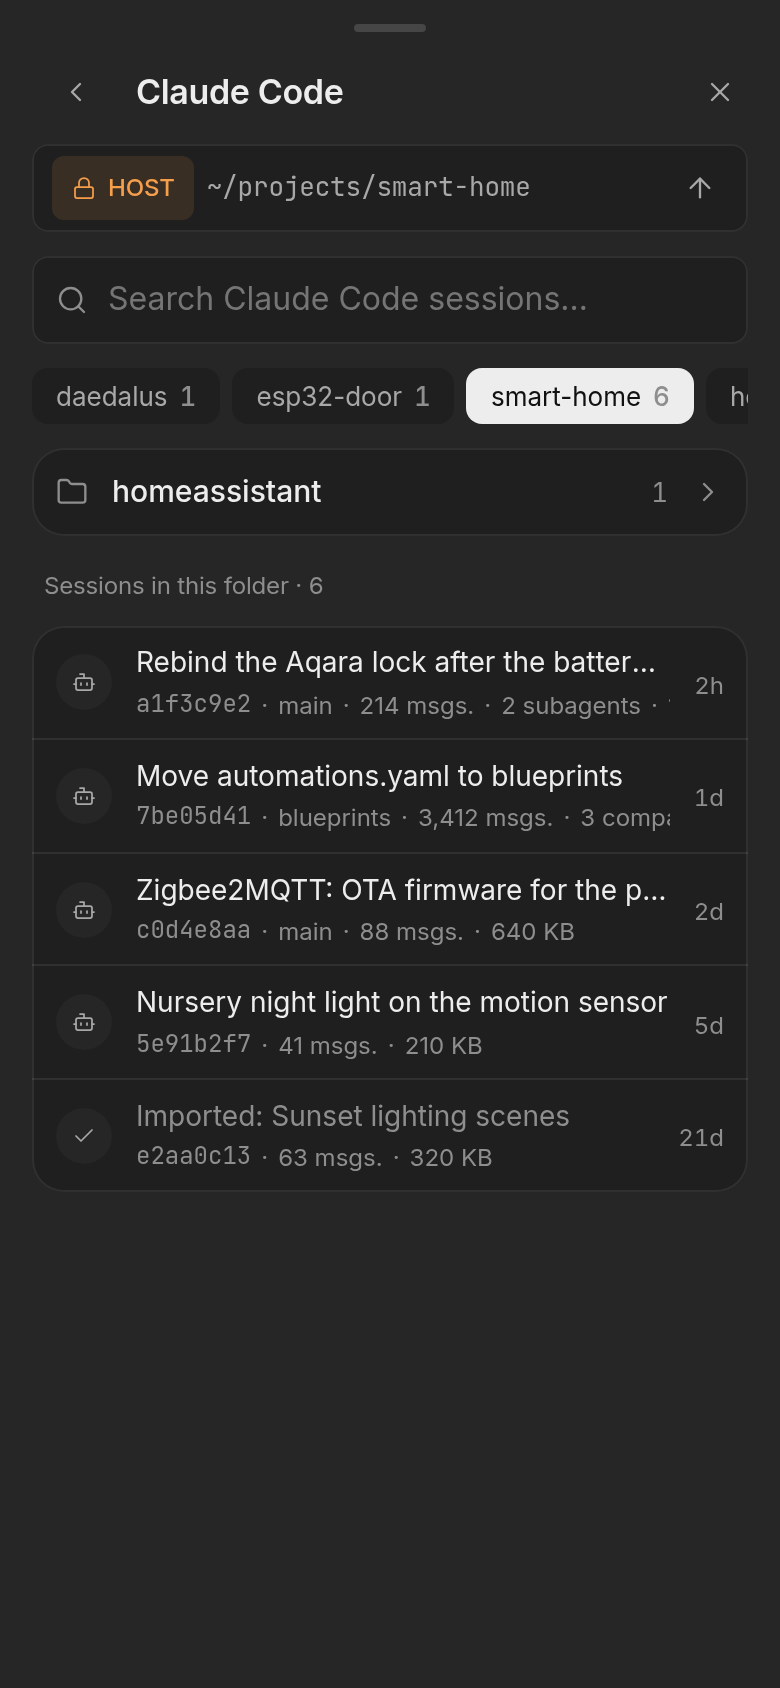 Claude Code
HOST ~/projects/smart-home
Search Claude Code sessions...
daedalus 1 esp32-door 1 smart-home 6
homeassistant 1
Sessions in this folder · 6
Rebind the Aqara lock after the batter...
a1f3c9e2 · main · 214 msgs. · 2 subagents · 
2h
Move automations.yaml to blueprints
7be05d41 · blueprints · 3,412 msgs. · 3
1d
Zigbee2MQTT: OTA firmware for the p...
c0d4e8aa · main · 88 msgs. · 640 KB
2d
Nursery night light on the motion sensor
5e91b2f7 · 41 msgs. · 210 KB
5d
Imported: Sunset lighting scenes
e2aa0c13 · 63 msgs. · 320 KB
21d